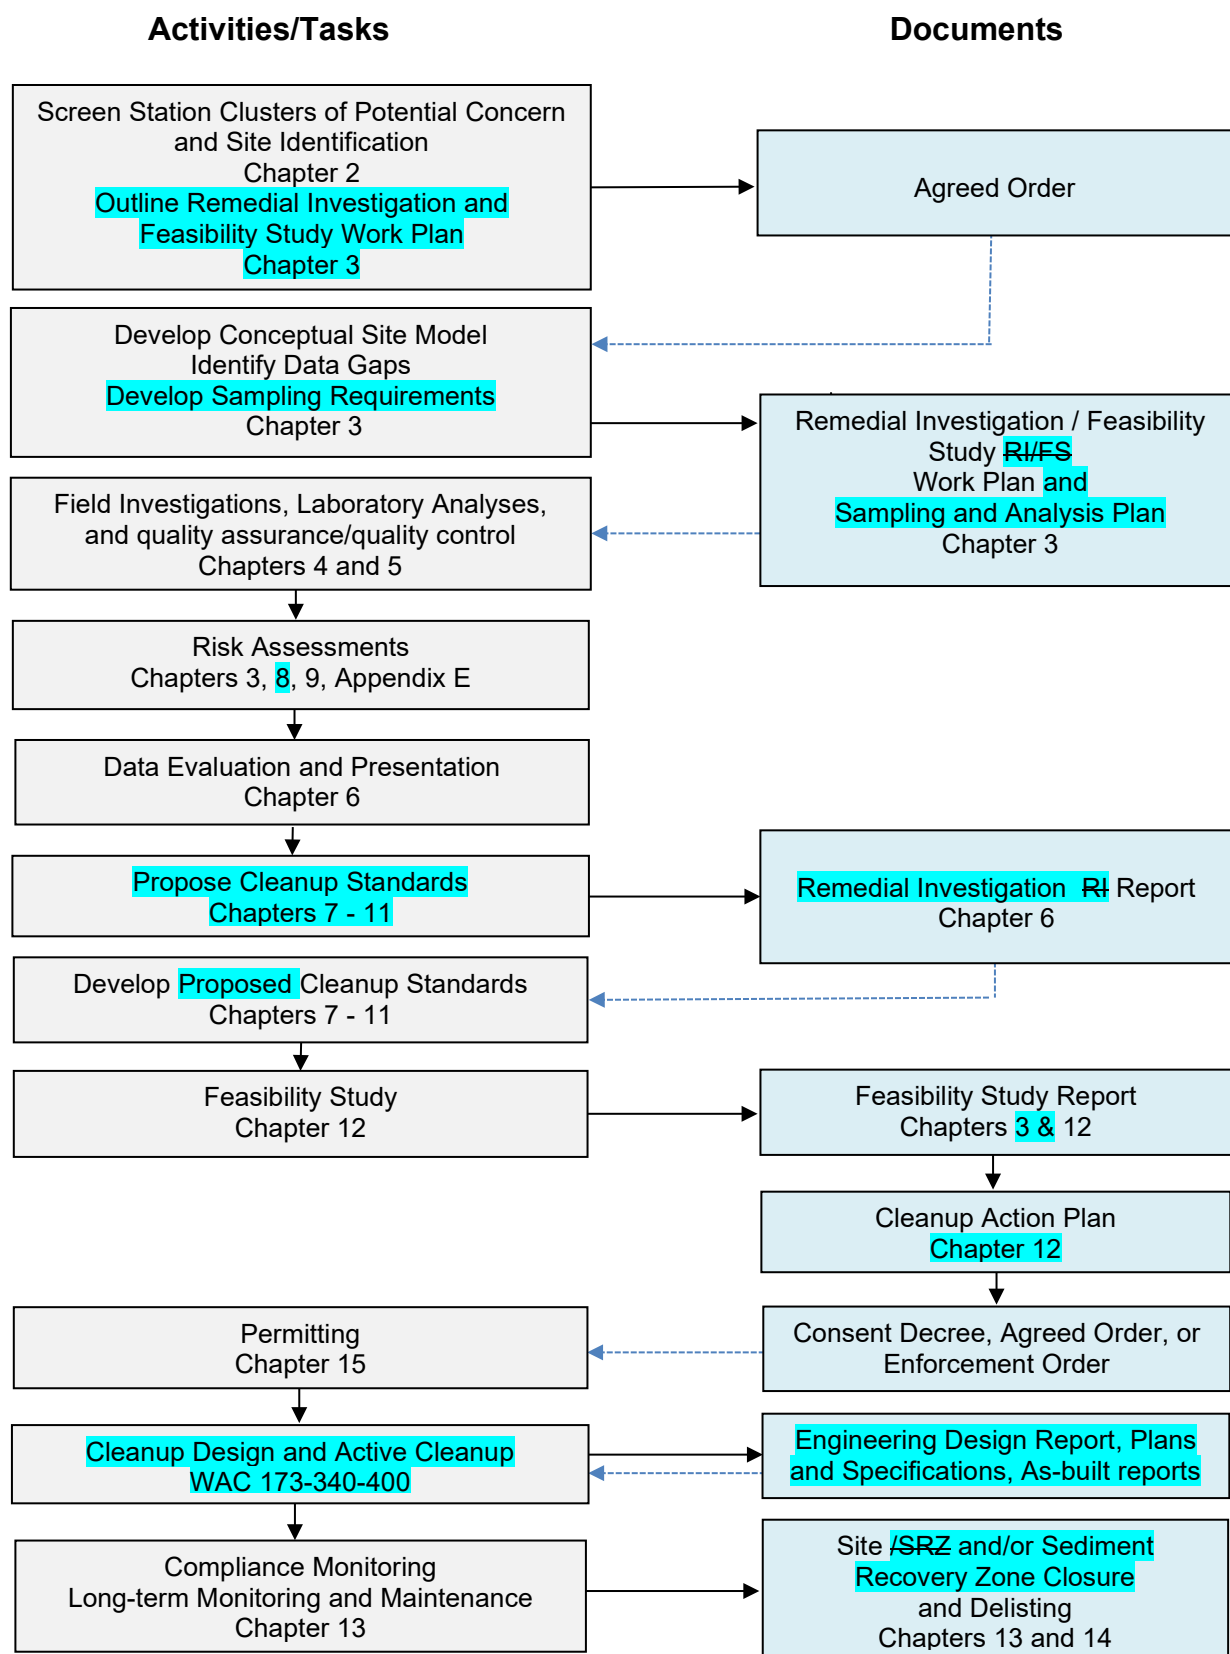 Activities/Tasks
Documents
Screen Station Clusters of Potential Concern
and Site Identification
Chapter 2
Outline Remedial Investigation and
Feasibility Study Work Plan
Chapter 3
Agreed Order
Develop Conceptual Site Model
Identify Data Gaps
Develop Sampling Requirements
Chapter 3
Remedial Investigation / Feasibility
Study RI/FS
Work Plan and
Sampling and Analysis Plan
Chapter 3
Field Investigations, Laboratory Analyses,
and quality assurance/quality control
Chapters 4 and 5
Risk Assessments
Chapters 3, 8, 9, Appendix E
Data Evaluation and Presentation
Chapter 6
Propose Cleanup Standards
Chapters 7 - 11
Remedial Investigation RI Report
Chapter 6
Develop Proposed Cleanup Standards
Chapters 7 - 11
Feasibility Study
Chapter 12
Feasibility Study Report
Chapters 3 & 12
Cleanup Action Plan
Chapter 12
Permitting
Chapter 15
Consent Decree, Agreed Order, or
Enforcement Order
Cleanup Design and Active Cleanup
WAC 173-340-400
Engineering Design Report, Plans
and Specifications, As-built reports
Compliance Monitoring
Long-term Monitoring and Maintenance
Chapter 13
Site /SRZ and/or Sediment
Recovery Zone Closure
and Delisting
Chapters 13 and 14